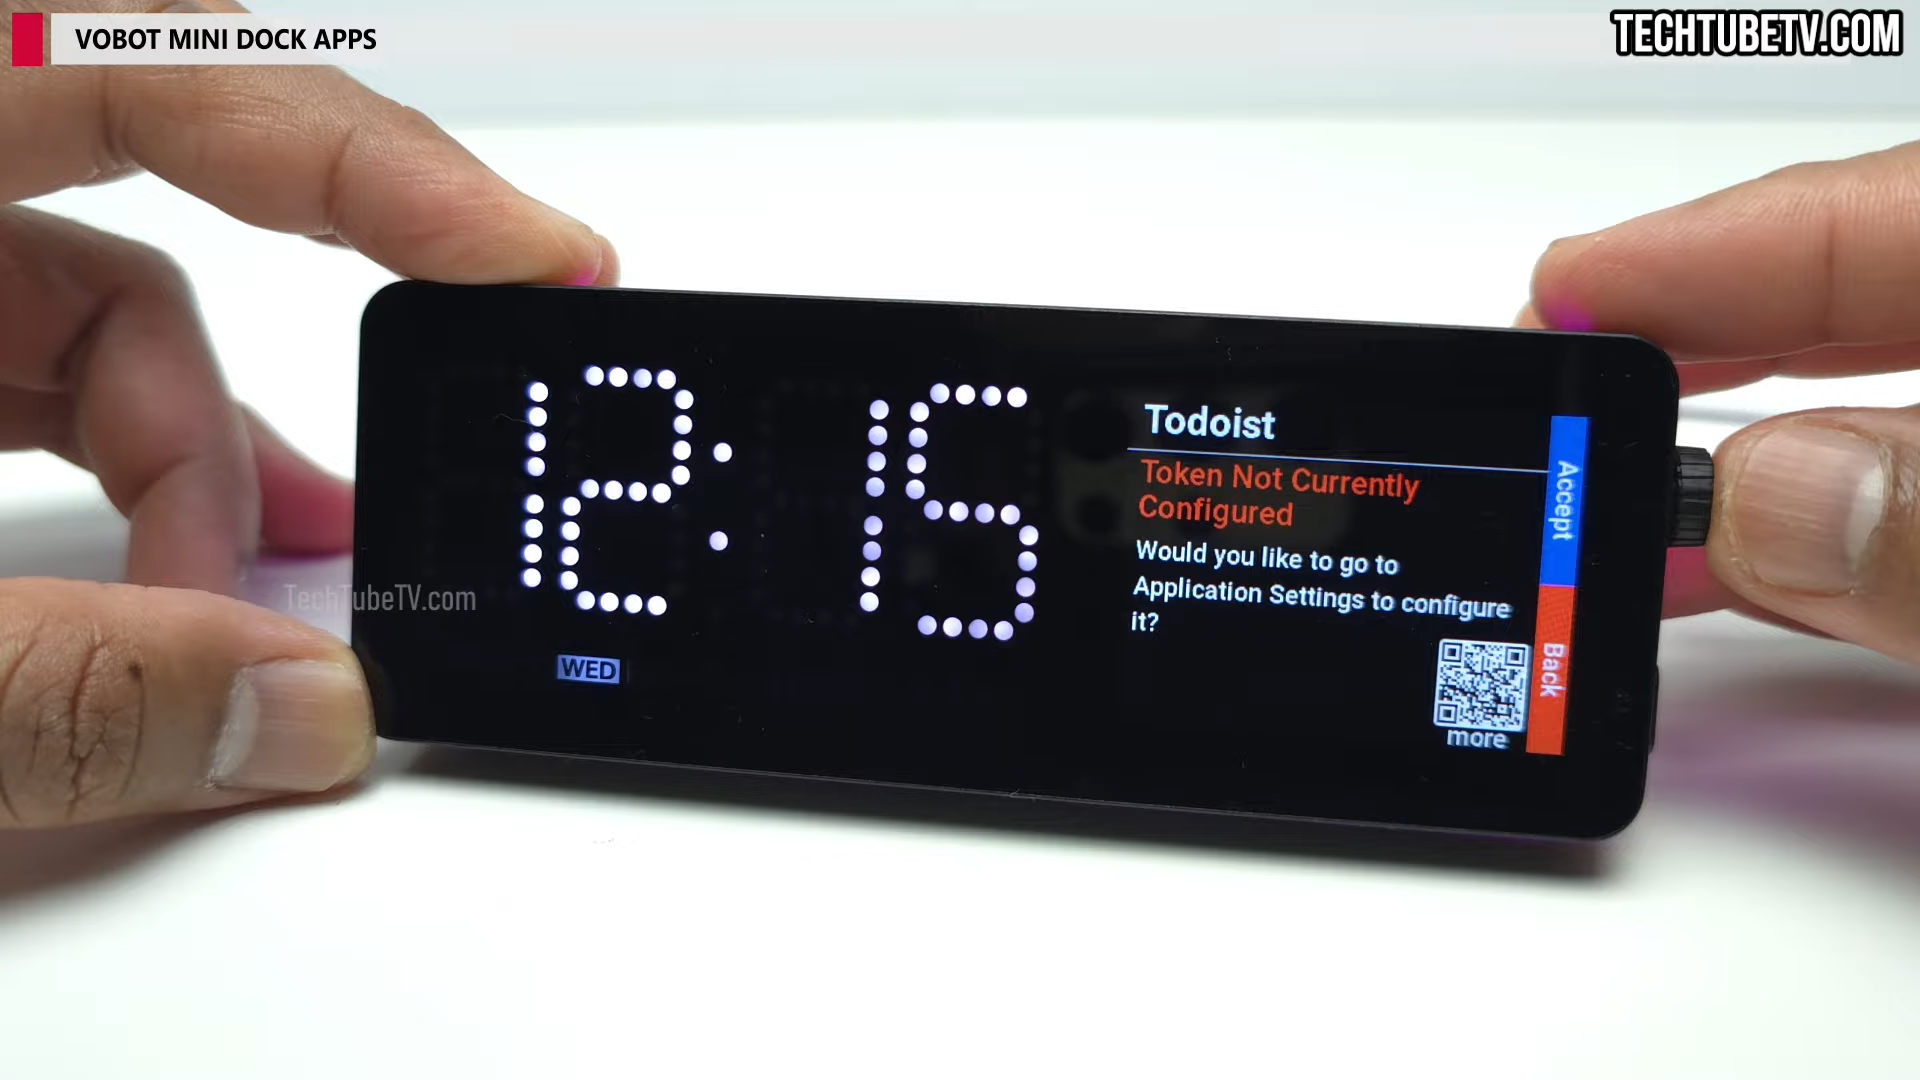 VOBOT MINI DOCK APPS
TECHTUBETV.COM
12:15
WED
TechTubeTV.com
Todoist
Token Not Currently
Configured
Would you like to go to
Application Settings to configure
it?
more
Accept
Back